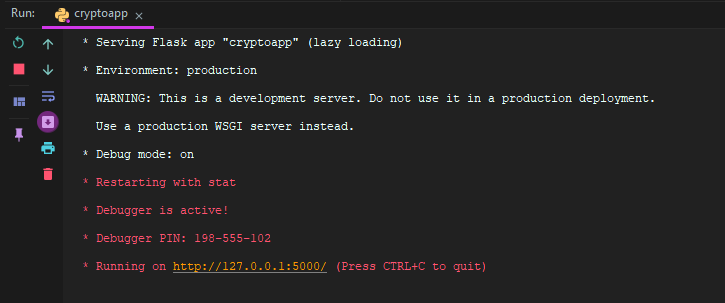 Run: cryptoapp ×
* Serving Flask app "cryptoapp" (lazy loading)
* Environment: production
WARNING: This is a development server. Do not use it in a production deployment.
Use a production WSGI server instead.
* Debug mode: on
* Restarting with stat
* Debugger is active!
* Debugger PIN: 198-555-102
* Running on http://127.0.0.1:5000/ (Press CTRL+C to quit)